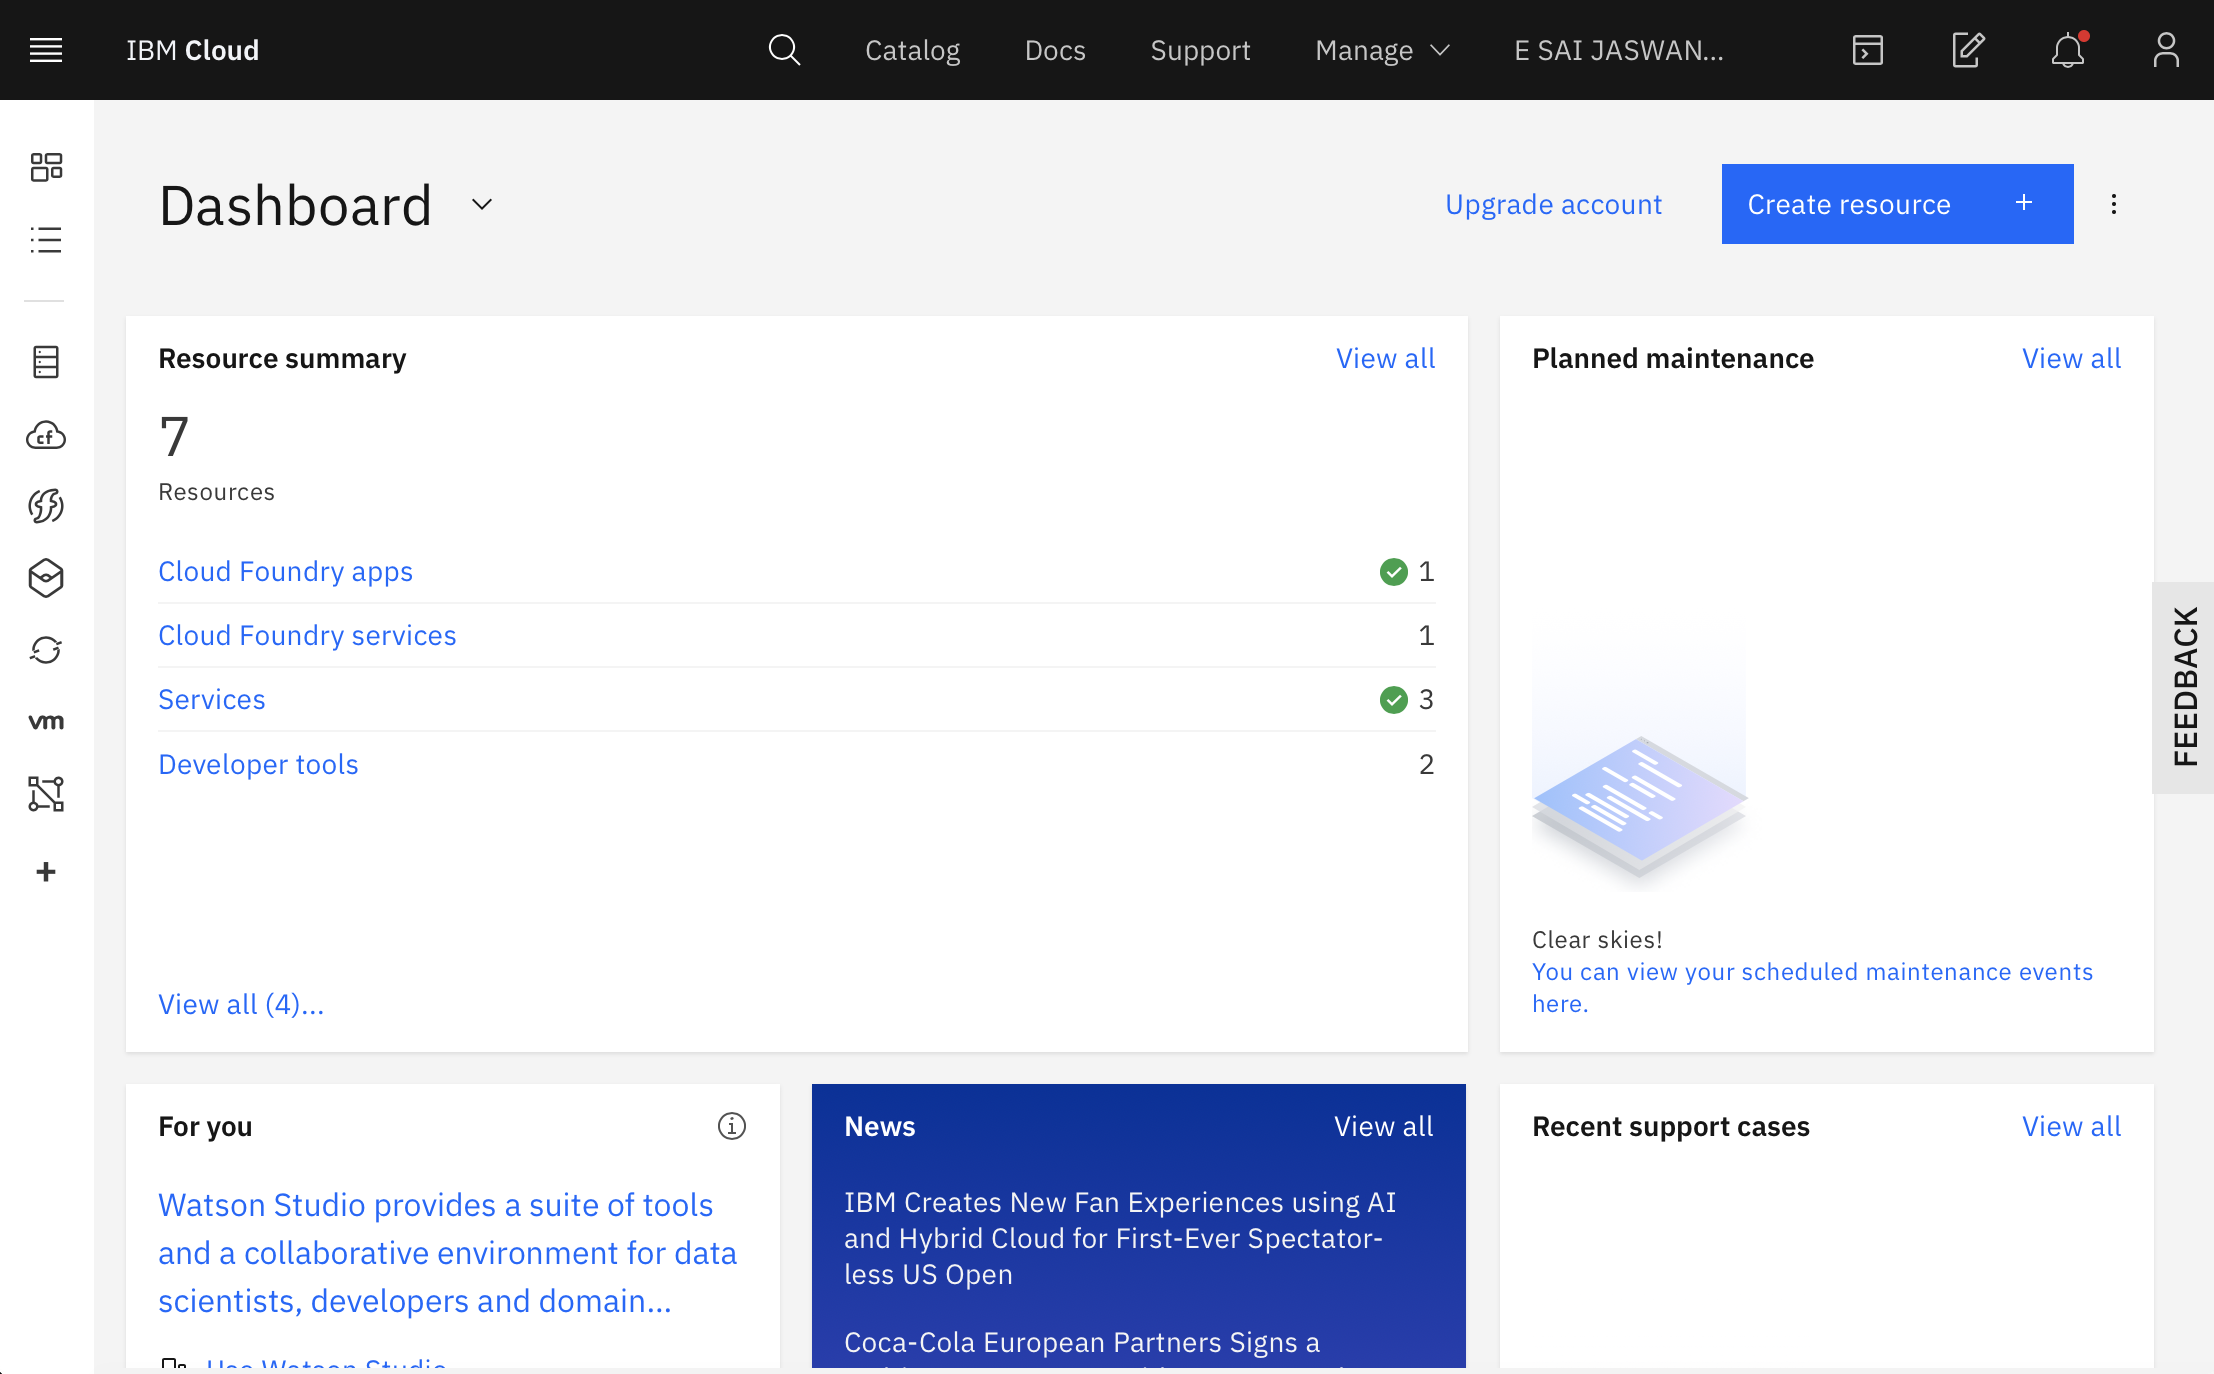 IBM Cloud
Catalog
Docs
Support
Manage
E SAI JASWAN...
Dashboard
Upgrade account
Create resource +
Resource summary
View all
7
Resources
Cloud Foundry apps
1
Cloud Foundry services
1
Services
3
Developer tools
2
View all (4)...
Planned maintenance
View all
Clear skies!
You can view your scheduled maintenance events
here.
FEEDBACK
cf
vm
For you
Watson Studio provides a suite of tools
and a collaborative environment for data
scientists, developers and domain...
Use Watson Studio
News
View all
IBM Creates New Fan Experiences using AI
and Hybrid Cloud for First-Ever Spectator-
less US Open
Coca-Cola European Partners Signs a
Recent support cases
View all